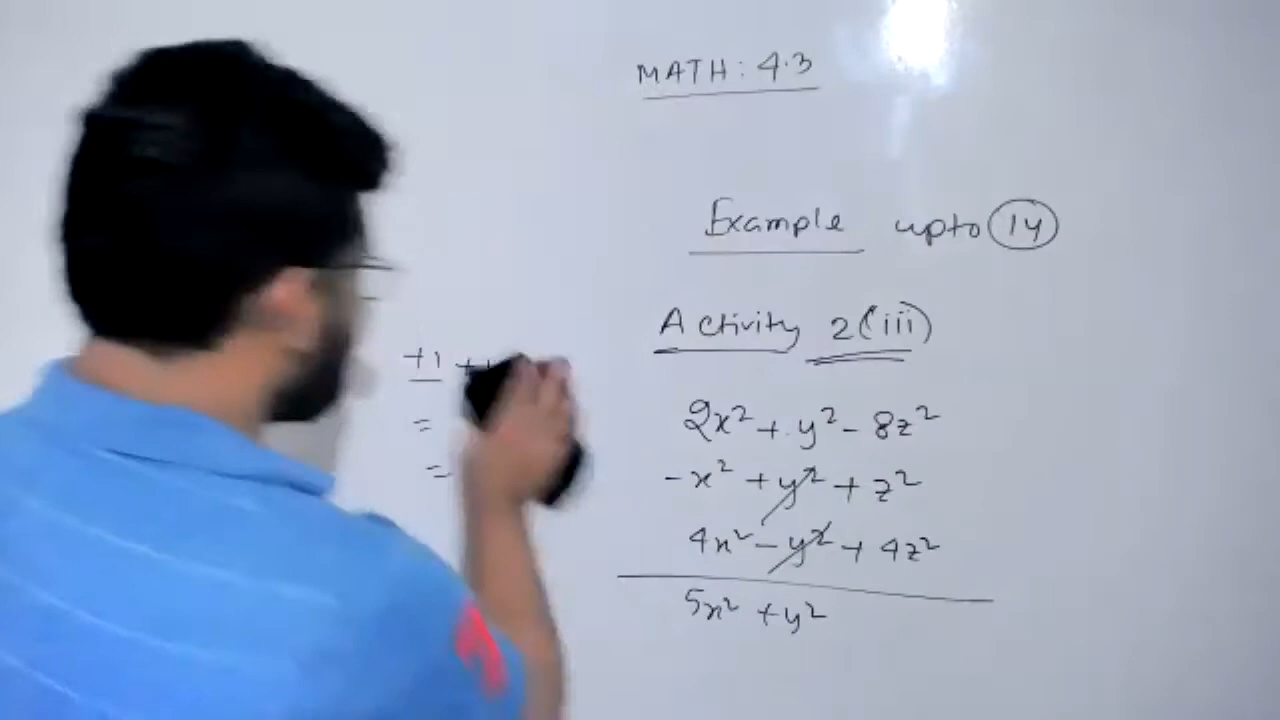 MATH: 4.3
Example upto 14
Activity 2(iii)
+1 +
=
=
2x² + y² - 8z²
-x² + y² + z²
4x² - y² + 4z²
5x² + y²